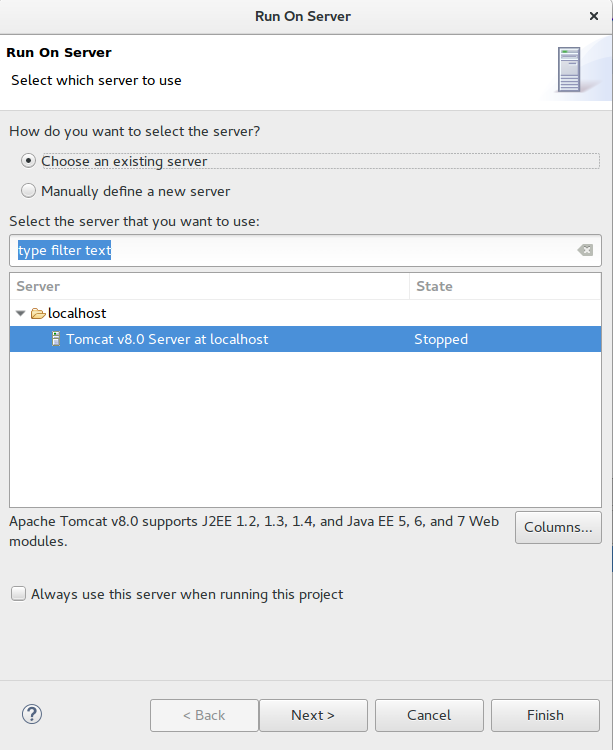 Run On Server
Run On Server
Select which server to use
How do you want to select the server?
Choose an existing server
Manually define a new server
Select the server that you want to use:
type filter text
Server State
localhost
Tomcat v8.0 Server at localhost Stopped
Apache Tomcat v8.0 supports J2EE 1.2, 1.3, 1.4, and Java EE 5, 6, and 7 Web
modules.
Columns...
Always use this server when running this project
? < Back Next > Cancel Finish